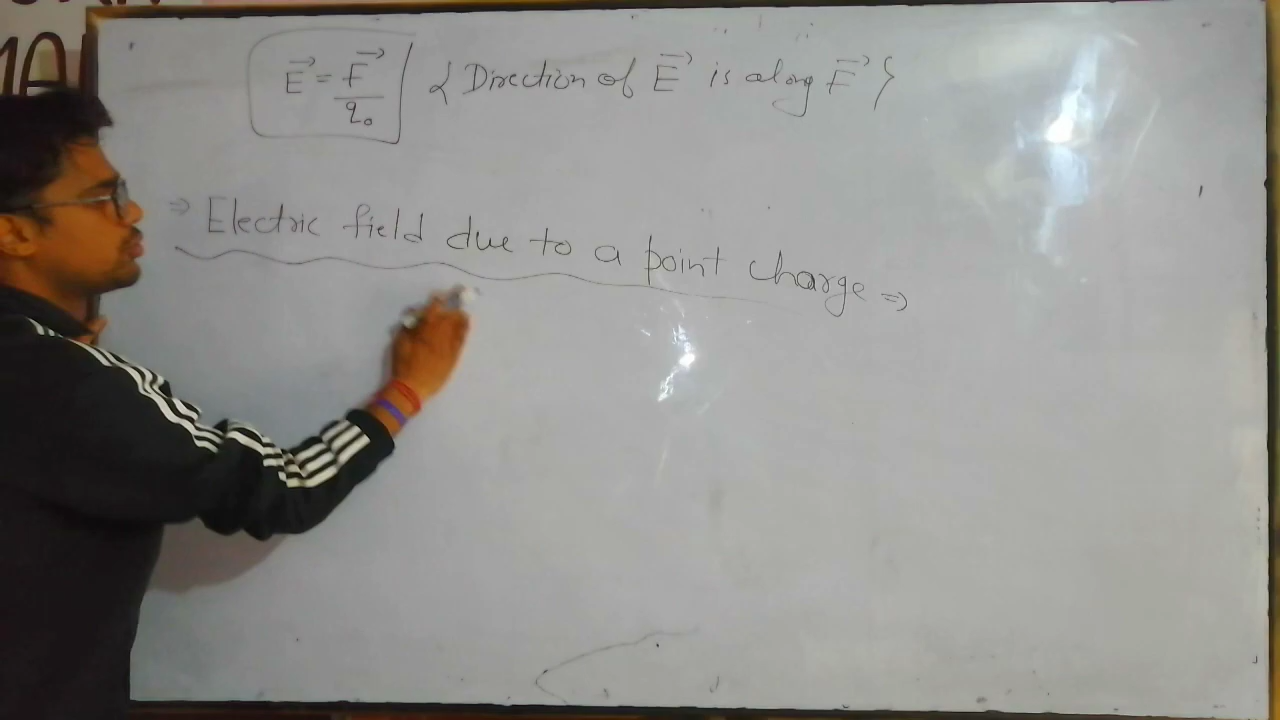 E⃗ = F⃗/q₀ { Direction of E⃗ is along F⃗ }
⇒ Electric field due to a point charge ⇒